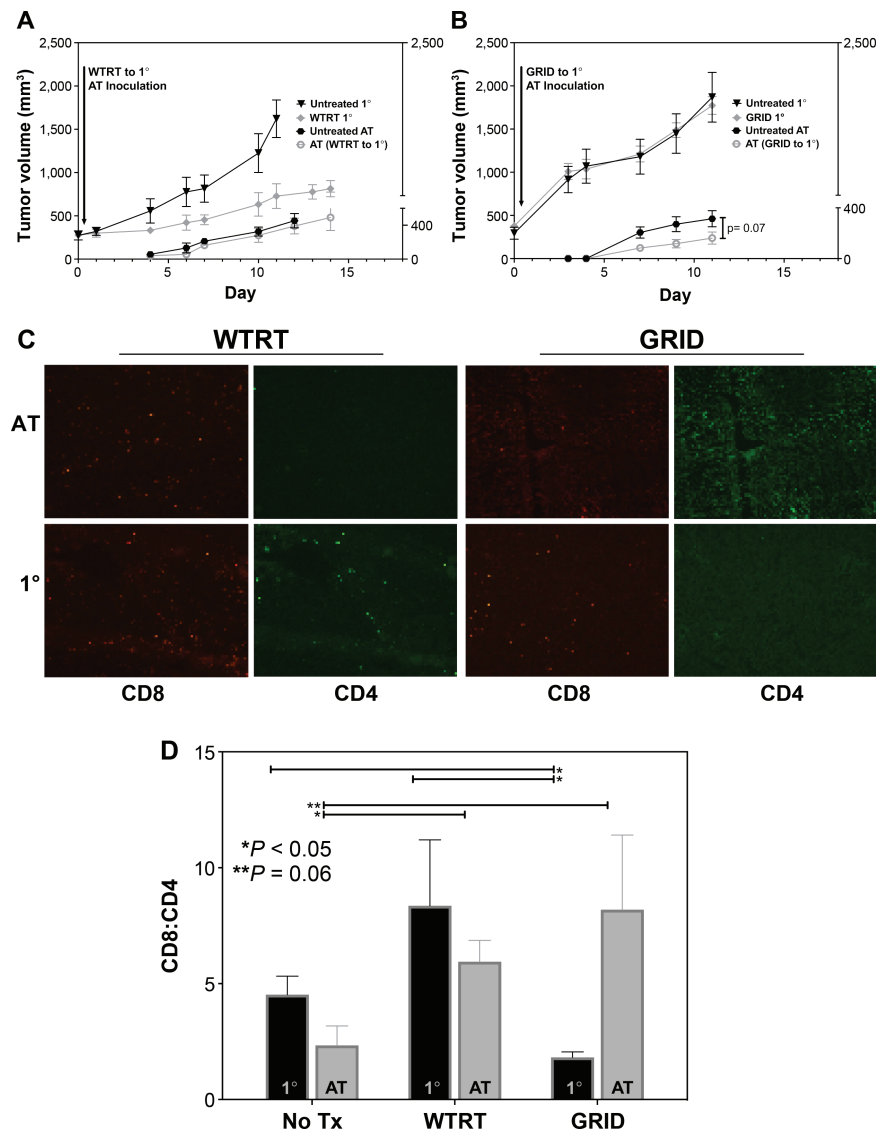 A
2,500
2,000
1,500
1,000
500
0
Tumor volume (mm³)
2,500
400
0
WTRT to 1°
AT Inoculation
Untreated 1°
WTRT 1°
Untreated AT
AT (WTRT to 1°)
0 5 10 15
Day
B
2,500
2,000
1,500
1,000
500
0
Tumor volume (mm³)
2,500
400
0
GRID to 1°
AT Inoculation
Untreated 1°
GRID 1°
Untreated AT
AT (GRID to 1°)
p= 0.07
0 5 10 15
Day
C
WTRT GRID
AT
1°
CD8 CD4 CD8 CD4
D
15
10
5
0
CD8:CD4
*
*
**
*
*P < 0.05
**P = 0.06
1° AT 1° AT 1° AT
No Tx WTRT GRID